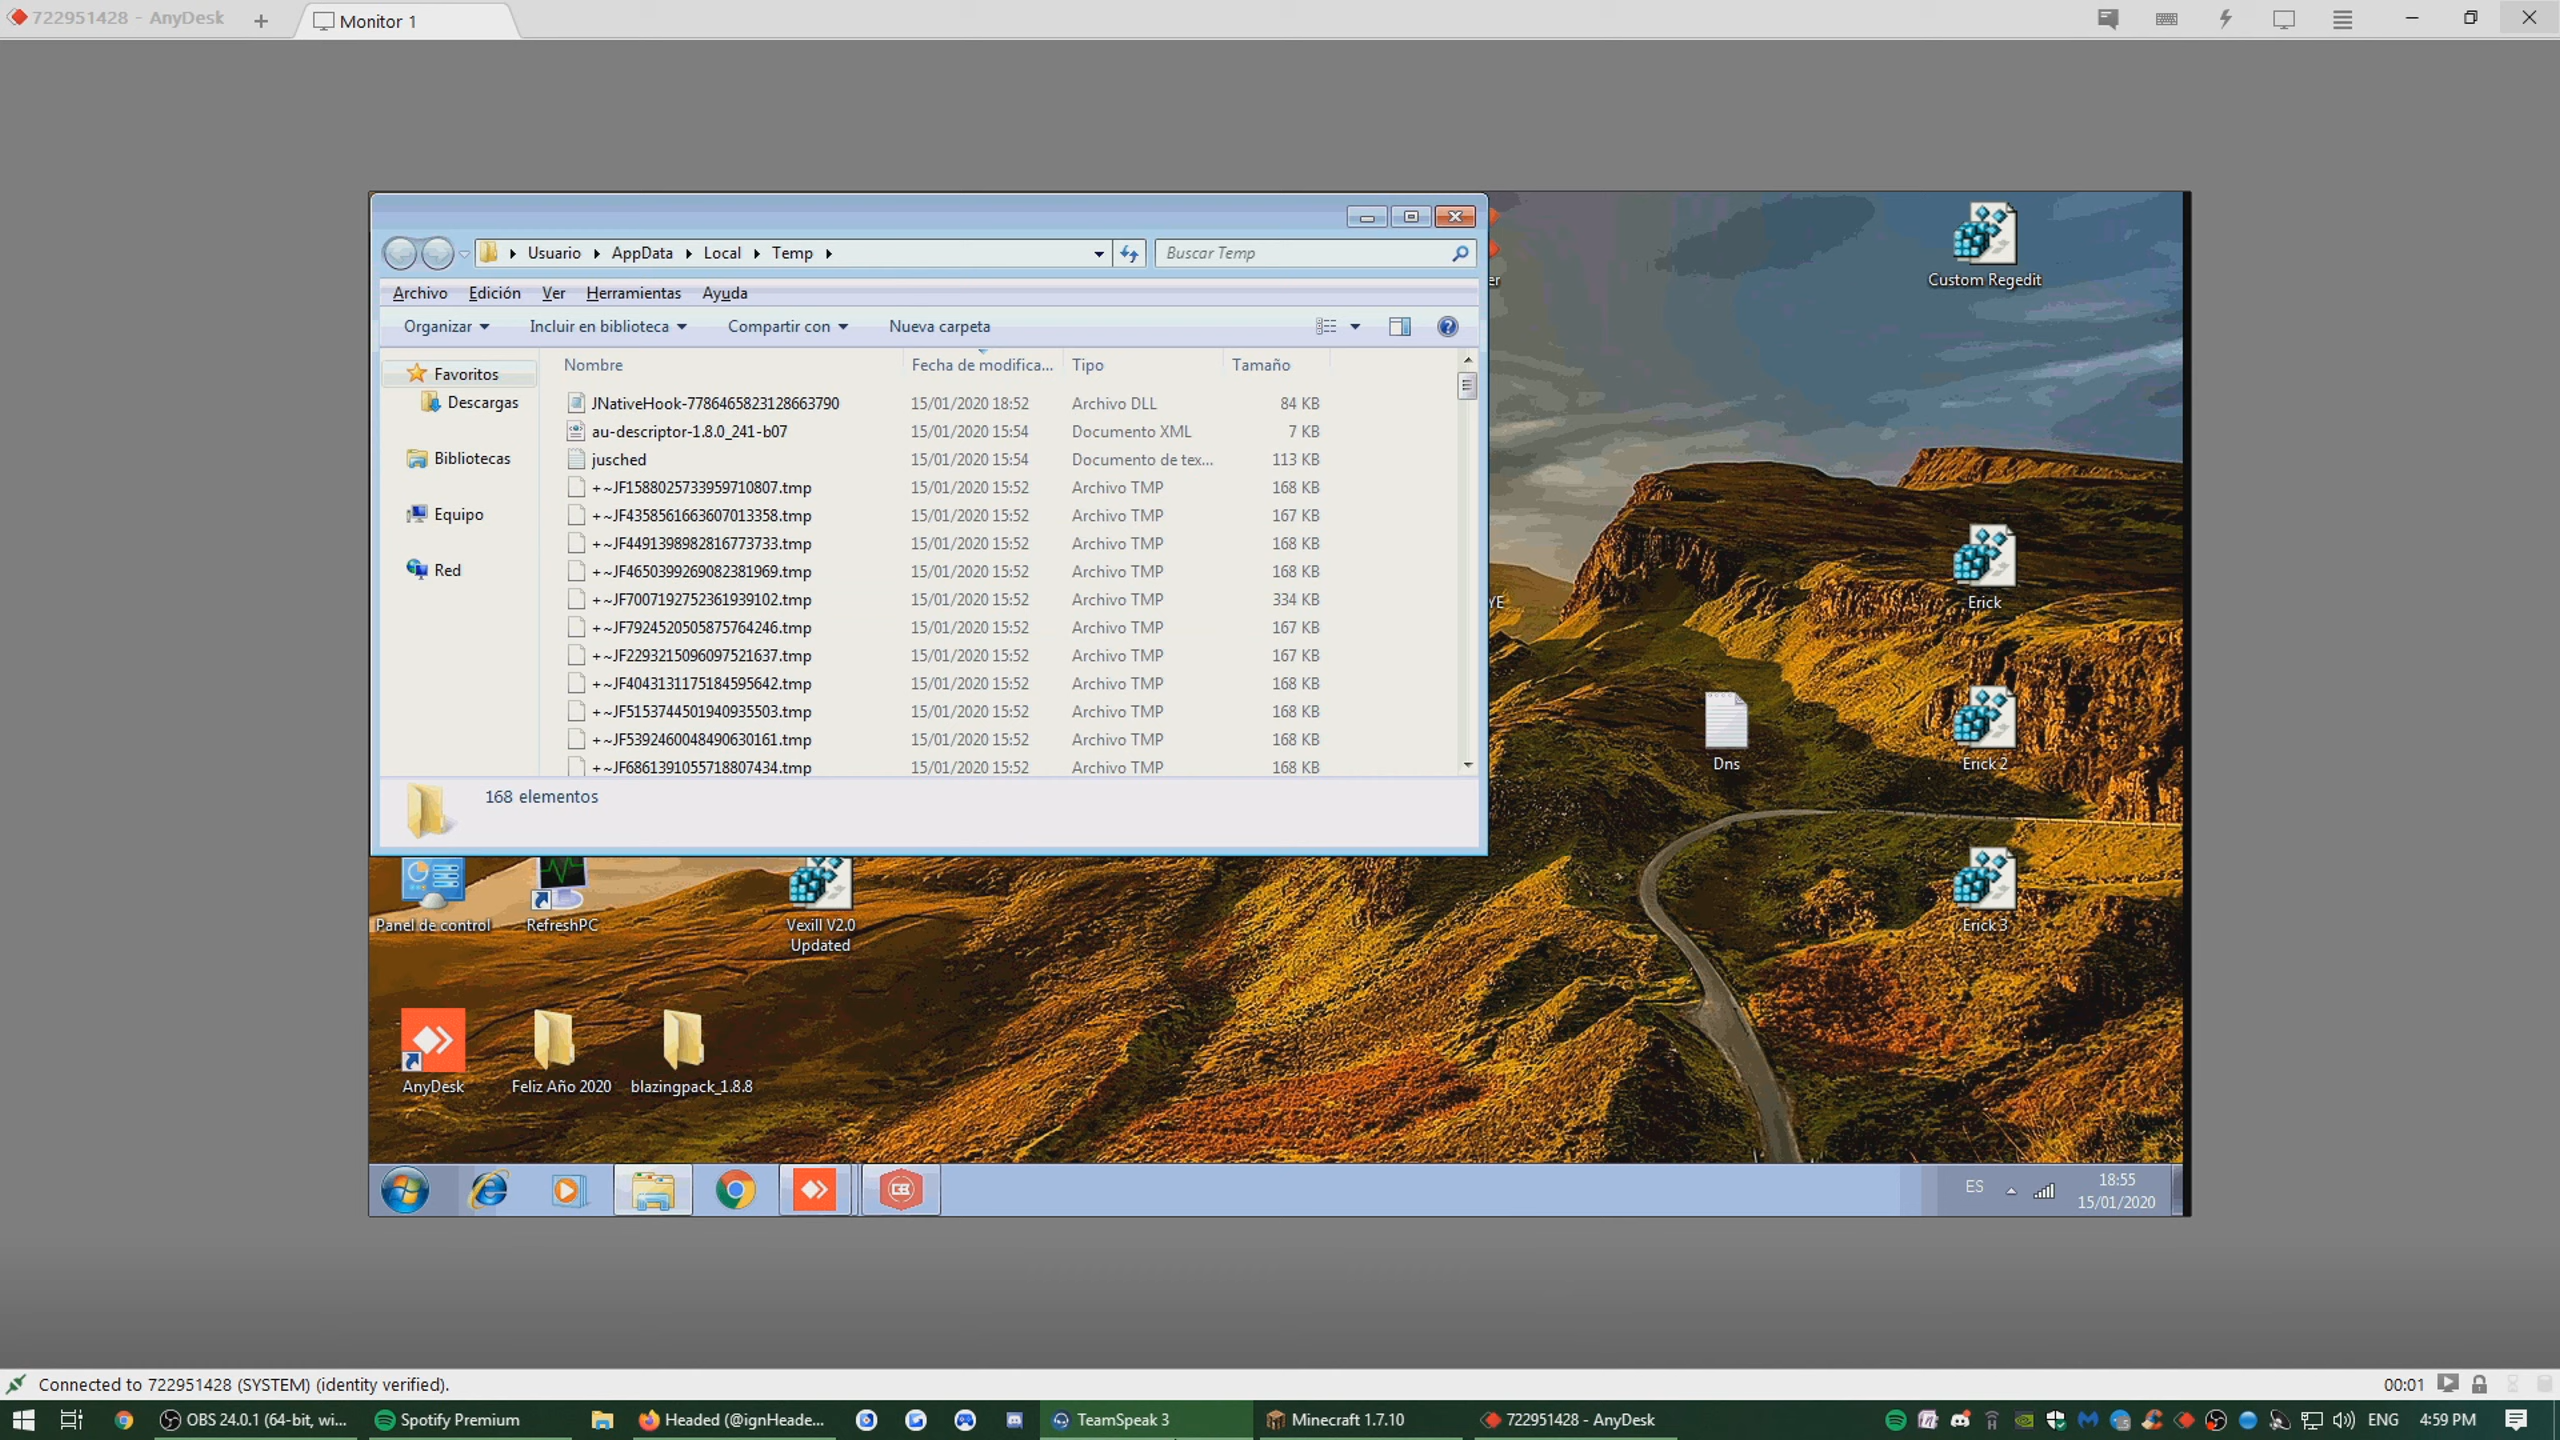 722951428 - AnyDesk
Monitor 1
Usuario
AppData
Local
Temp
Buscar Temp
Archivo
Edición
Ver
Herramientas
Ayuda
Organizar
Incluir en biblioteca
Compartir con
Nueva carpeta
Nombre
Fecha de modifica...
Tipo
Tamaño
Favoritos
Descargas
Bibliotecas
Equipo
Red
JNativeHook-7786465823128663790 15/01/2020 18:52 Archivo DLL 84 KB
au-descriptor-1.8.0_241-b07 15/01/2020 15:54 Documento XML 7 KB
jusched 15/01/2020 15:54 Documento de tex... 113 KB
+~JF1588025733959710807.tmp 15/01/2020 15:52 Archivo TMP 168 KB
+~JF4358561663607013358.tmp 15/01/2020 15:52 Archivo TMP 167 KB
+~JF4491398982816773733.tmp 15/01/2020 15:52 Archivo TMP 168 KB
+~JF4650399269082381969.tmp 15/01/2020 15:52 Archivo TMP 168 KB
+~JF7007192752361939102.tmp 15/01/2020 15:52 Archivo TMP 334 KB
+~JF7924520505875764246.tmp 15/01/2020 15:52 Archivo TMP 167 KB
+~JF2293215096097521637.tmp 15/01/2020 15:52 Archivo TMP 167 KB
+~JF4043131175184595642.tmp 15/01/2020 15:52 Archivo TMP 168 KB
+~JF5153744501940935503.tmp 15/01/2020 15:52 Archivo TMP 168 KB
+~JF5392460048490630161.tmp 15/01/2020 15:52 Archivo TMP 168 KB
+~JF6861391055718807434.tmp 15/01/2020 15:52 Archivo TMP 168 KB
168 elementos
er
YE
Custom Regedit
Erick
Erick 2
Dns
Erick 3
Panel de control
RefreshPC
Vexill V2.0
Updated
AnyDesk
Feliz Año 2020
blazingpack_1.8.8
ES
18:55
15/01/2020
Connected to 722951428 (SYSTEM) (identity verified).
00:01
OBS 24.0.1 (64-bit, wi...
Spotify Premium
Headed (@ignHeade...
TeamSpeak 3
Minecraft 1.7.10
722951428 - AnyDesk
ENG
4:59 PM